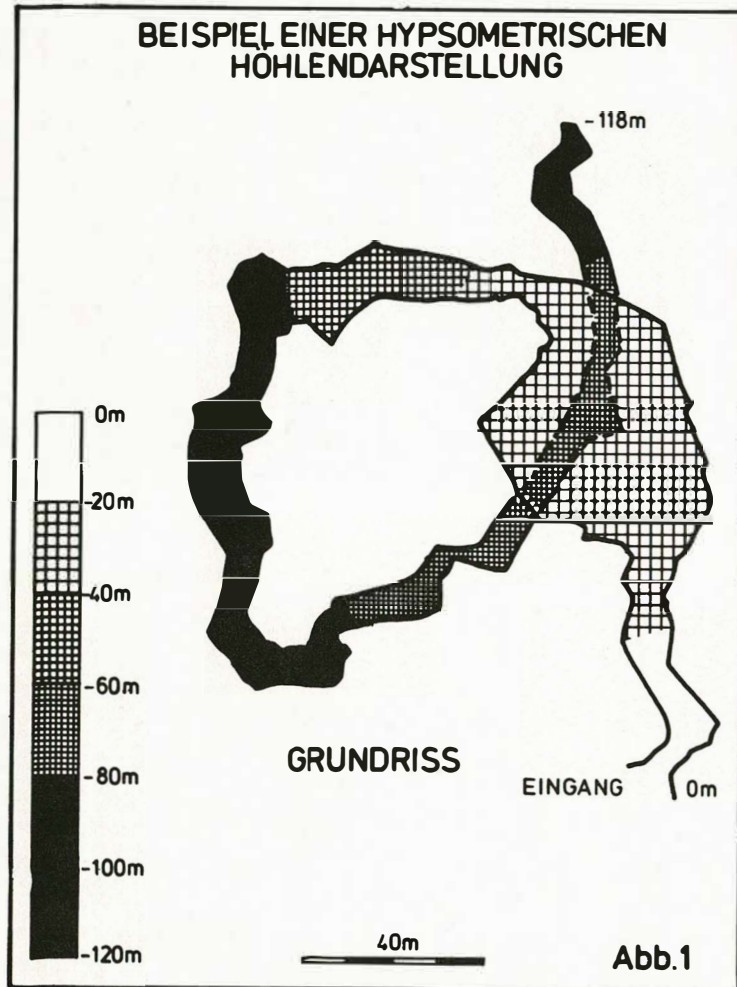 BEISPIEL EINER HYPSOMETRISCHEN
HÖHLENDARSTELLUNG
-118m
0m
-20m
-40m
-60m
-80m
-100m
-120m
GRUNDRISS
EINGANG
0m
40m
Abb.1